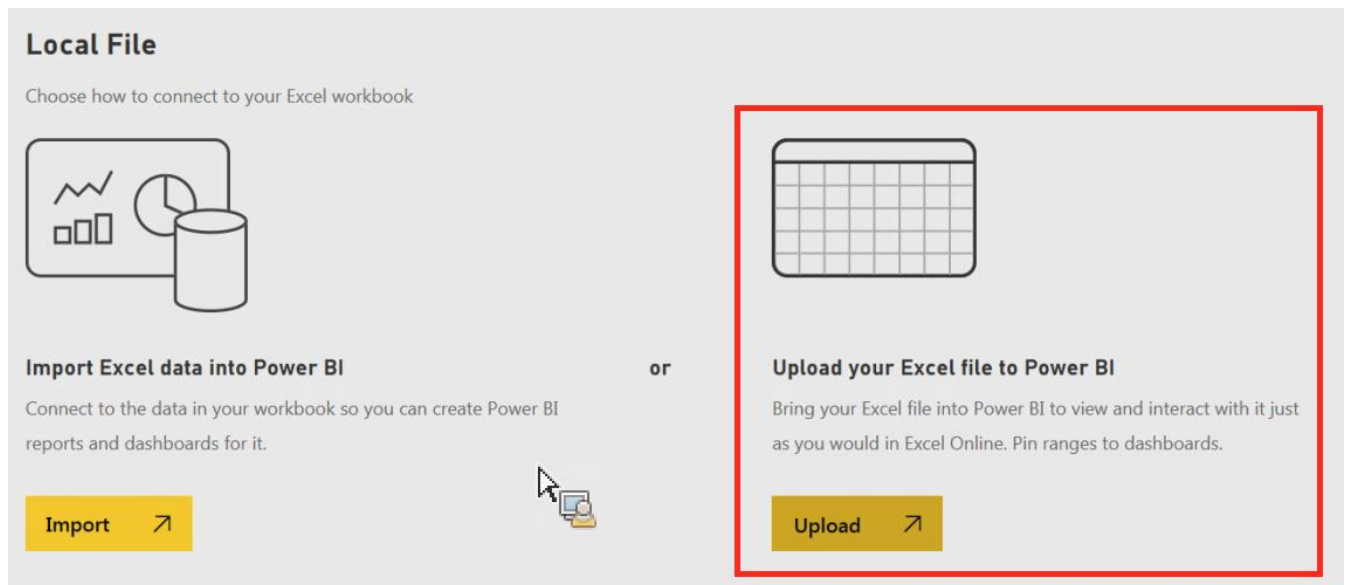 Local File
Choose how to connect to your Excel workbook
Import Excel data into Power BI
Connect to the data in your workbook so you can create Power BI
reports and dashboards for it.
Import
or
Upload your Excel file to Power BI
Bring your Excel file into Power BI to view and interact with it just
as you would in Excel Online. Pin ranges to dashboards.
Upload